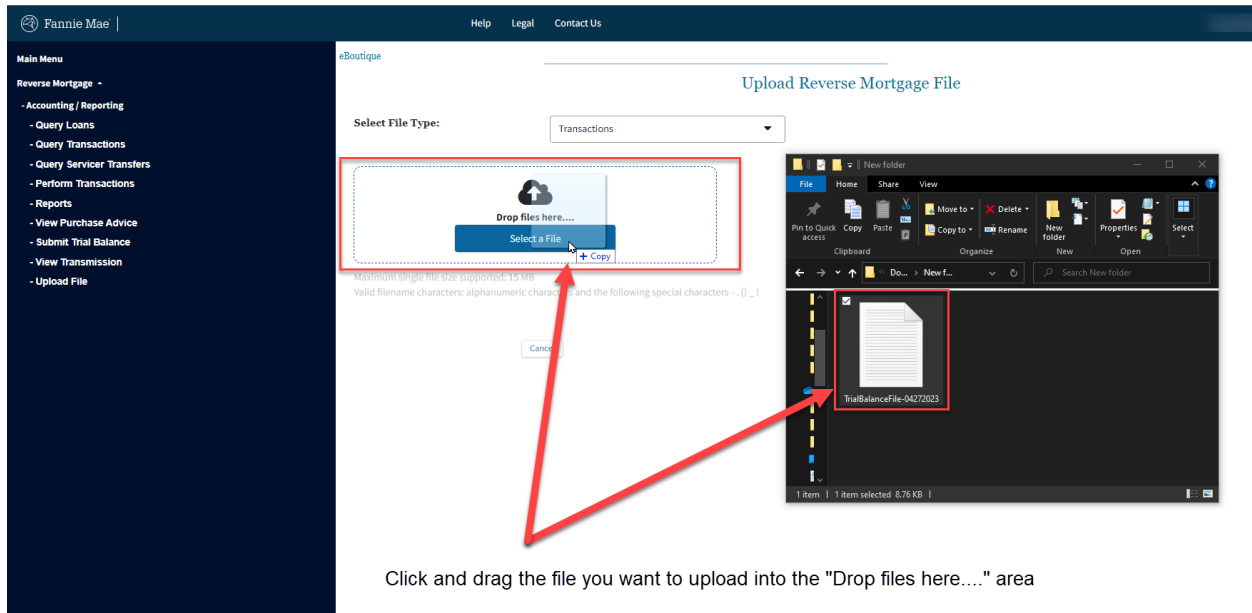 Fannie Mae
Help Legal Contact Us
Main Menu
Reverse Mortgage
- Accounting / Reporting
- Query Loans
- Query Transactions
- Query Servicer Transfers
- Perform Transactions
- Reports
- View Purchase Advice
- Submit Trial Balance
- View Transmission
- Upload File
eBoutique
Upload Reverse Mortgage File
Select File Type:
Transactions
Drop files here....
Select a File
+ Copy
Maximum single file size supported: 15 MB
Valid filename characters: alphanumeric characters and the following special characters - . () _ !
Cancel
New folder
File Home Share View
Pin to Quick access
Copy
Paste
Move to
Copy to
Delete
Rename
New folder
Properties
Select
Clipboard Organize New Open
Do... › New f...
Search New folder
TrialBalanceFile-04272023
1 item | 1 item selected 8.76 KB |
Click and drag the file you want to upload into the "Drop files here...." area